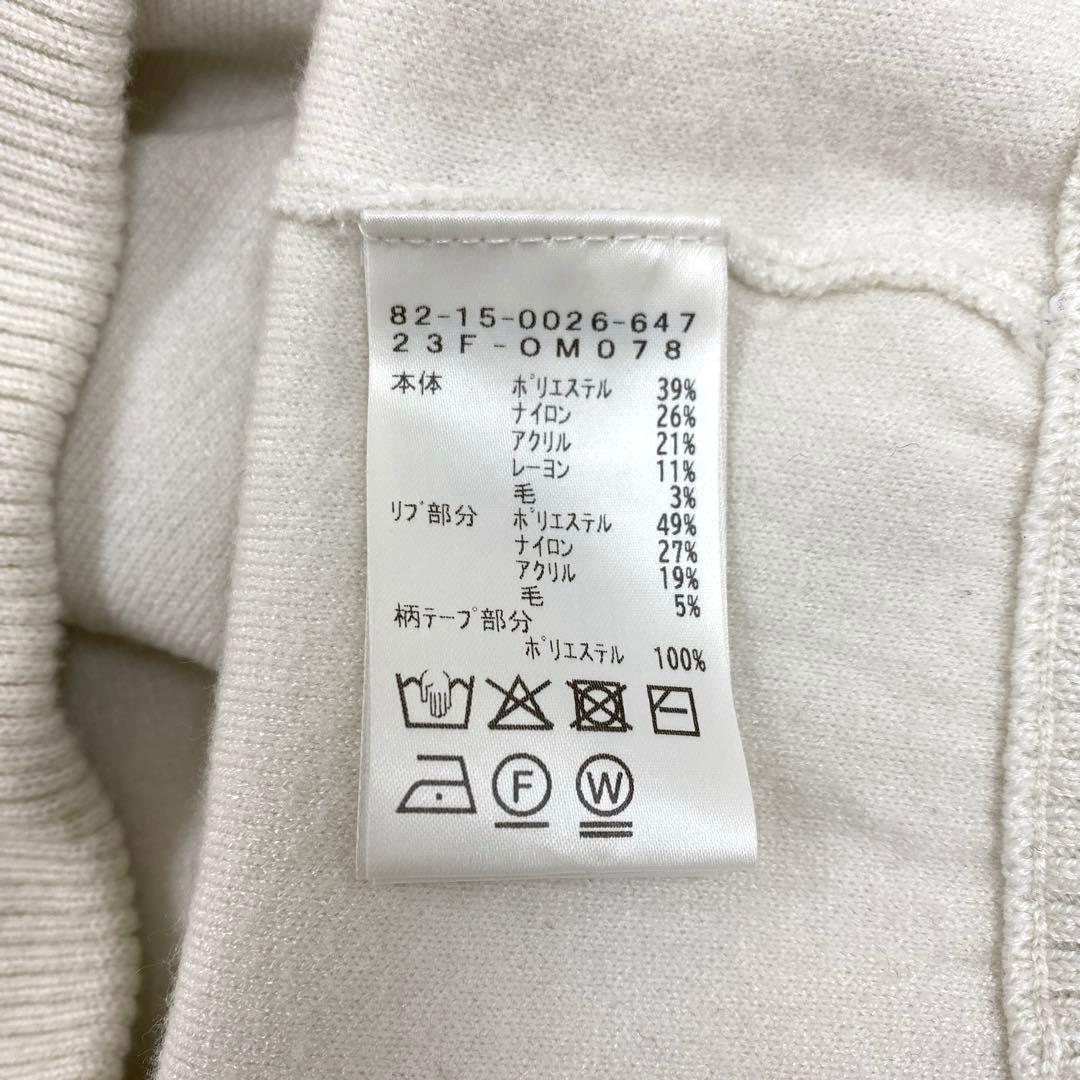 82-15-0026-647
23F-OM078
本体 ポリエステル 39%
ナイロン 26%
アクリル 21%
レーヨン 11%
毛 3%
リブ部分 ポリエステル 49%
ナイロン 27%
アクリル 19%
毛 5%
柄テープ部分
ポリエステル 100%
F W